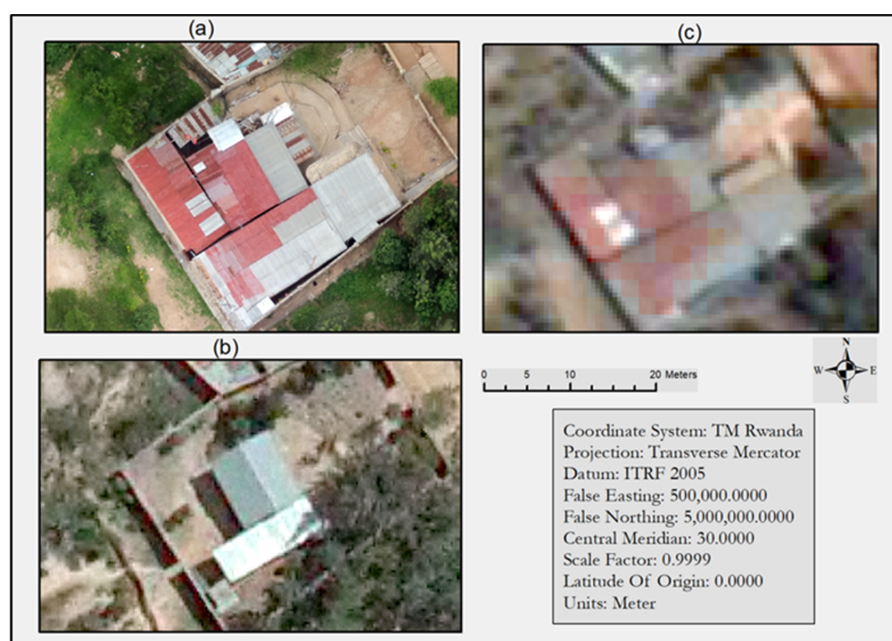 (a)
(c)
(b)
0 5 10 20 Meters
N
W E
S
Coordinate System: TM Rwanda
Projection: Transverse Mercator
Datum: ITRF 2005
False Easting: 500,000.0000
False Northing: 5,000,000.0000
Central Meridian: 30.0000
Scale Factor: 0.9999
Latitude Of Origin: 0.0000
Units: Meter